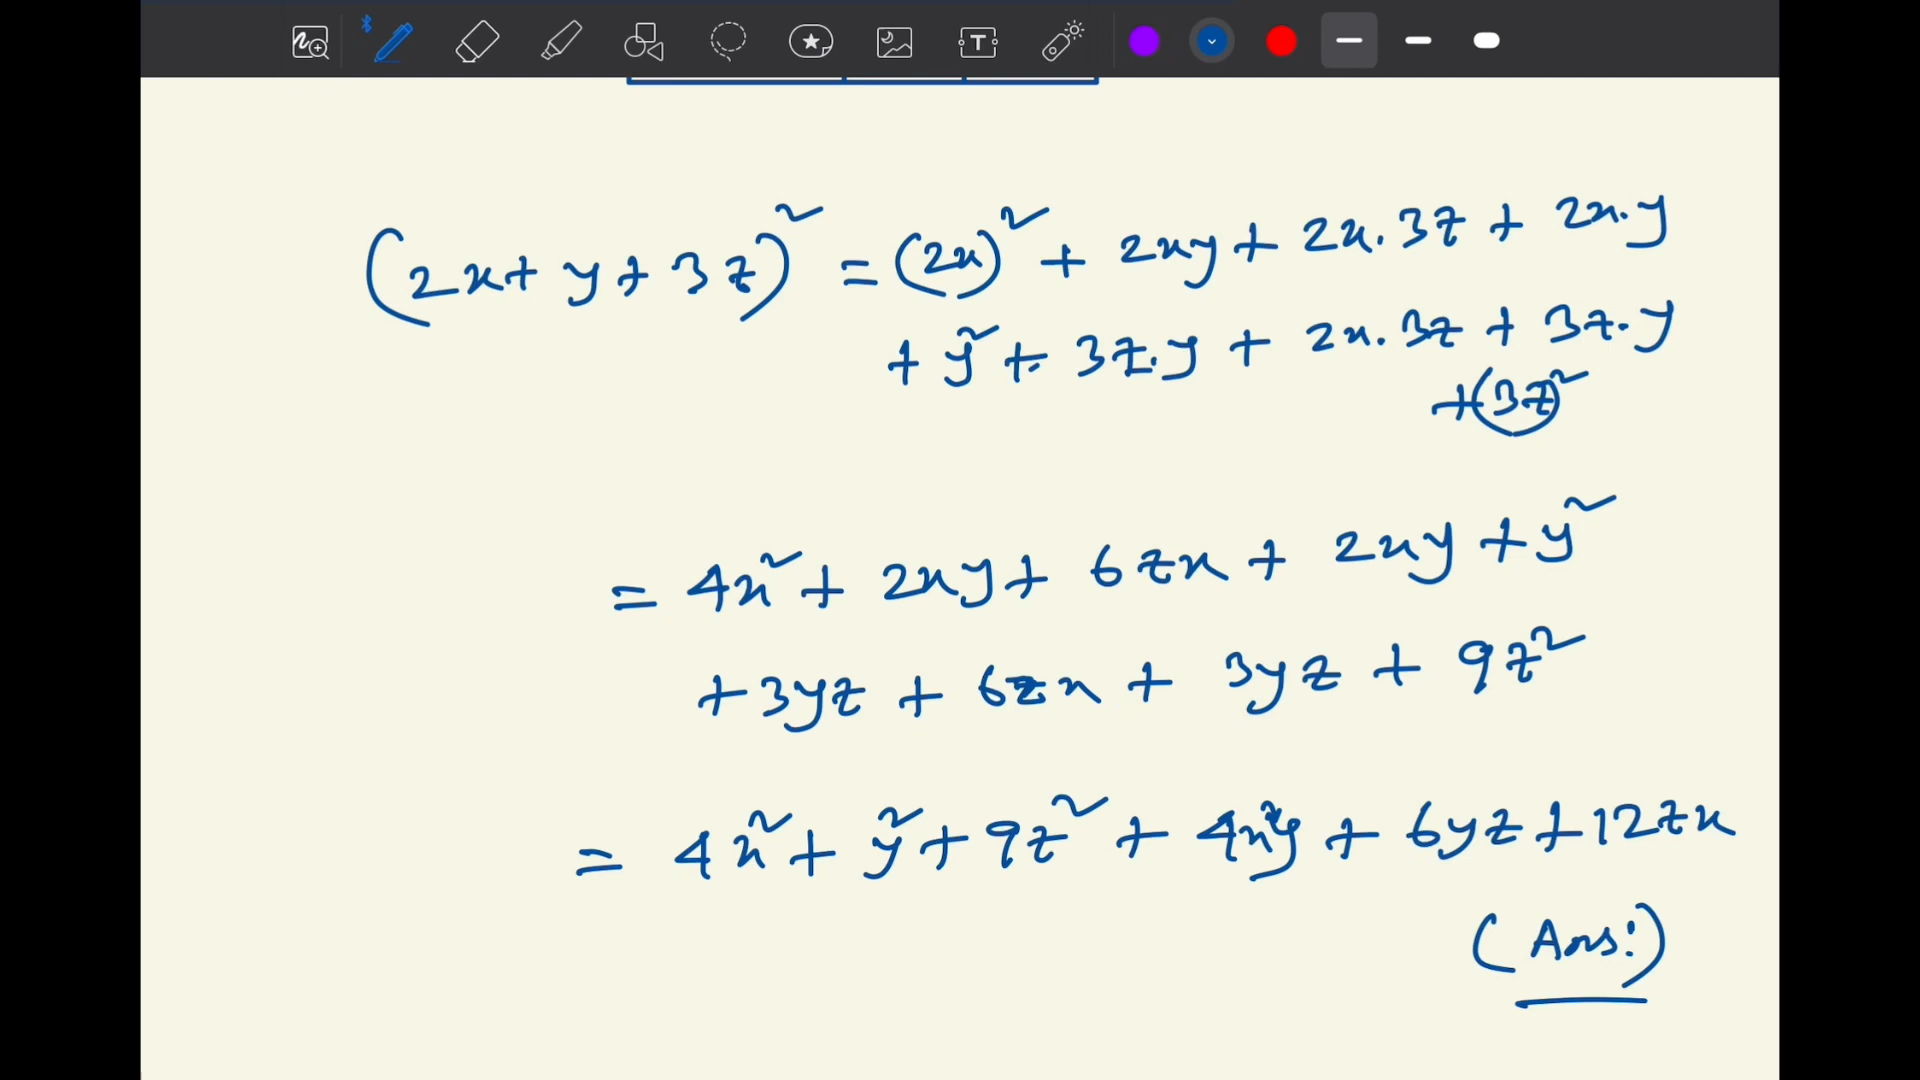 (2x + y + 3z)² = (2x)² + 2xy + 2x.3z + 2x.y
+ y² + 3z.y + 2x.3z + 3z.y
+(3z)²
= 4x² + 2xy + 6zx + 2xy + y²
+ 3yz + 6zx + 3yz + 9z²
= 4x² + y² + 9z² + 4xy + 6yz + 12zx
(Ans:)